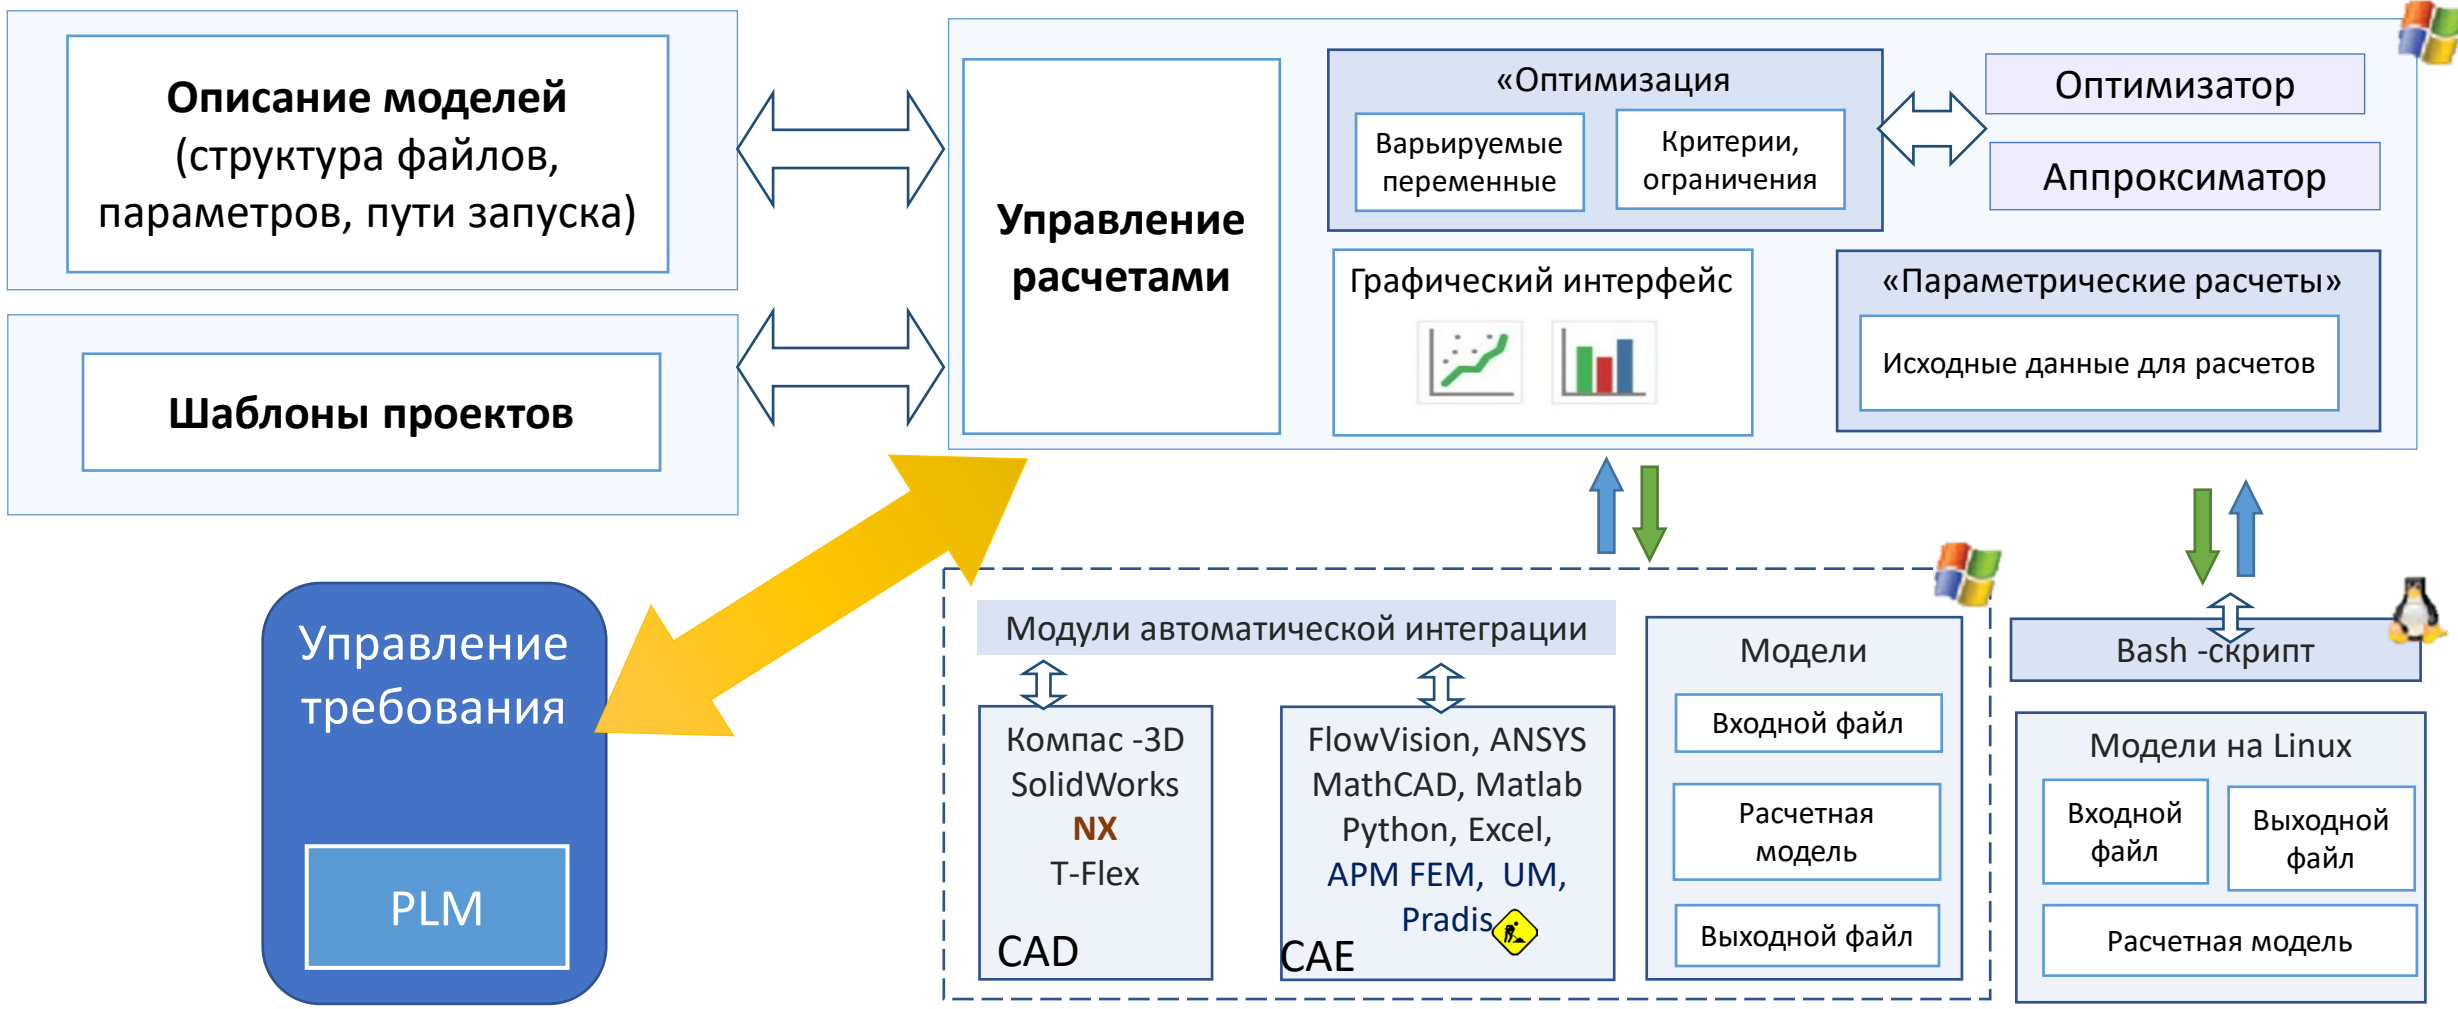 Описание моделей
(структура файлов,
параметров, пути запуска)
Шаблоны проектов
Управление
расчетами
«Оптимизация
Варьируемые
переменные
Критерии,
ограничения
Оптимизатор
Аппроксиматор
Графический интерфейс
«Параметрические расчеты»
Исходные данные для расчетов
Управление
требования
PLM
Модули автоматической интеграции
Компас -3D
SolidWorks
NX
T-Flex
CAD
FlowVision, ANSYS
MathCAD, Matlab
Python, Excel,
APM FEM, UM,
Pradis
CAE
Модели
Входной файл
Расчетная
модель
Выходной файл
Bash -скрипт
Модели на Linux
Входной
файл
Выходной
файл
Расчетная модель